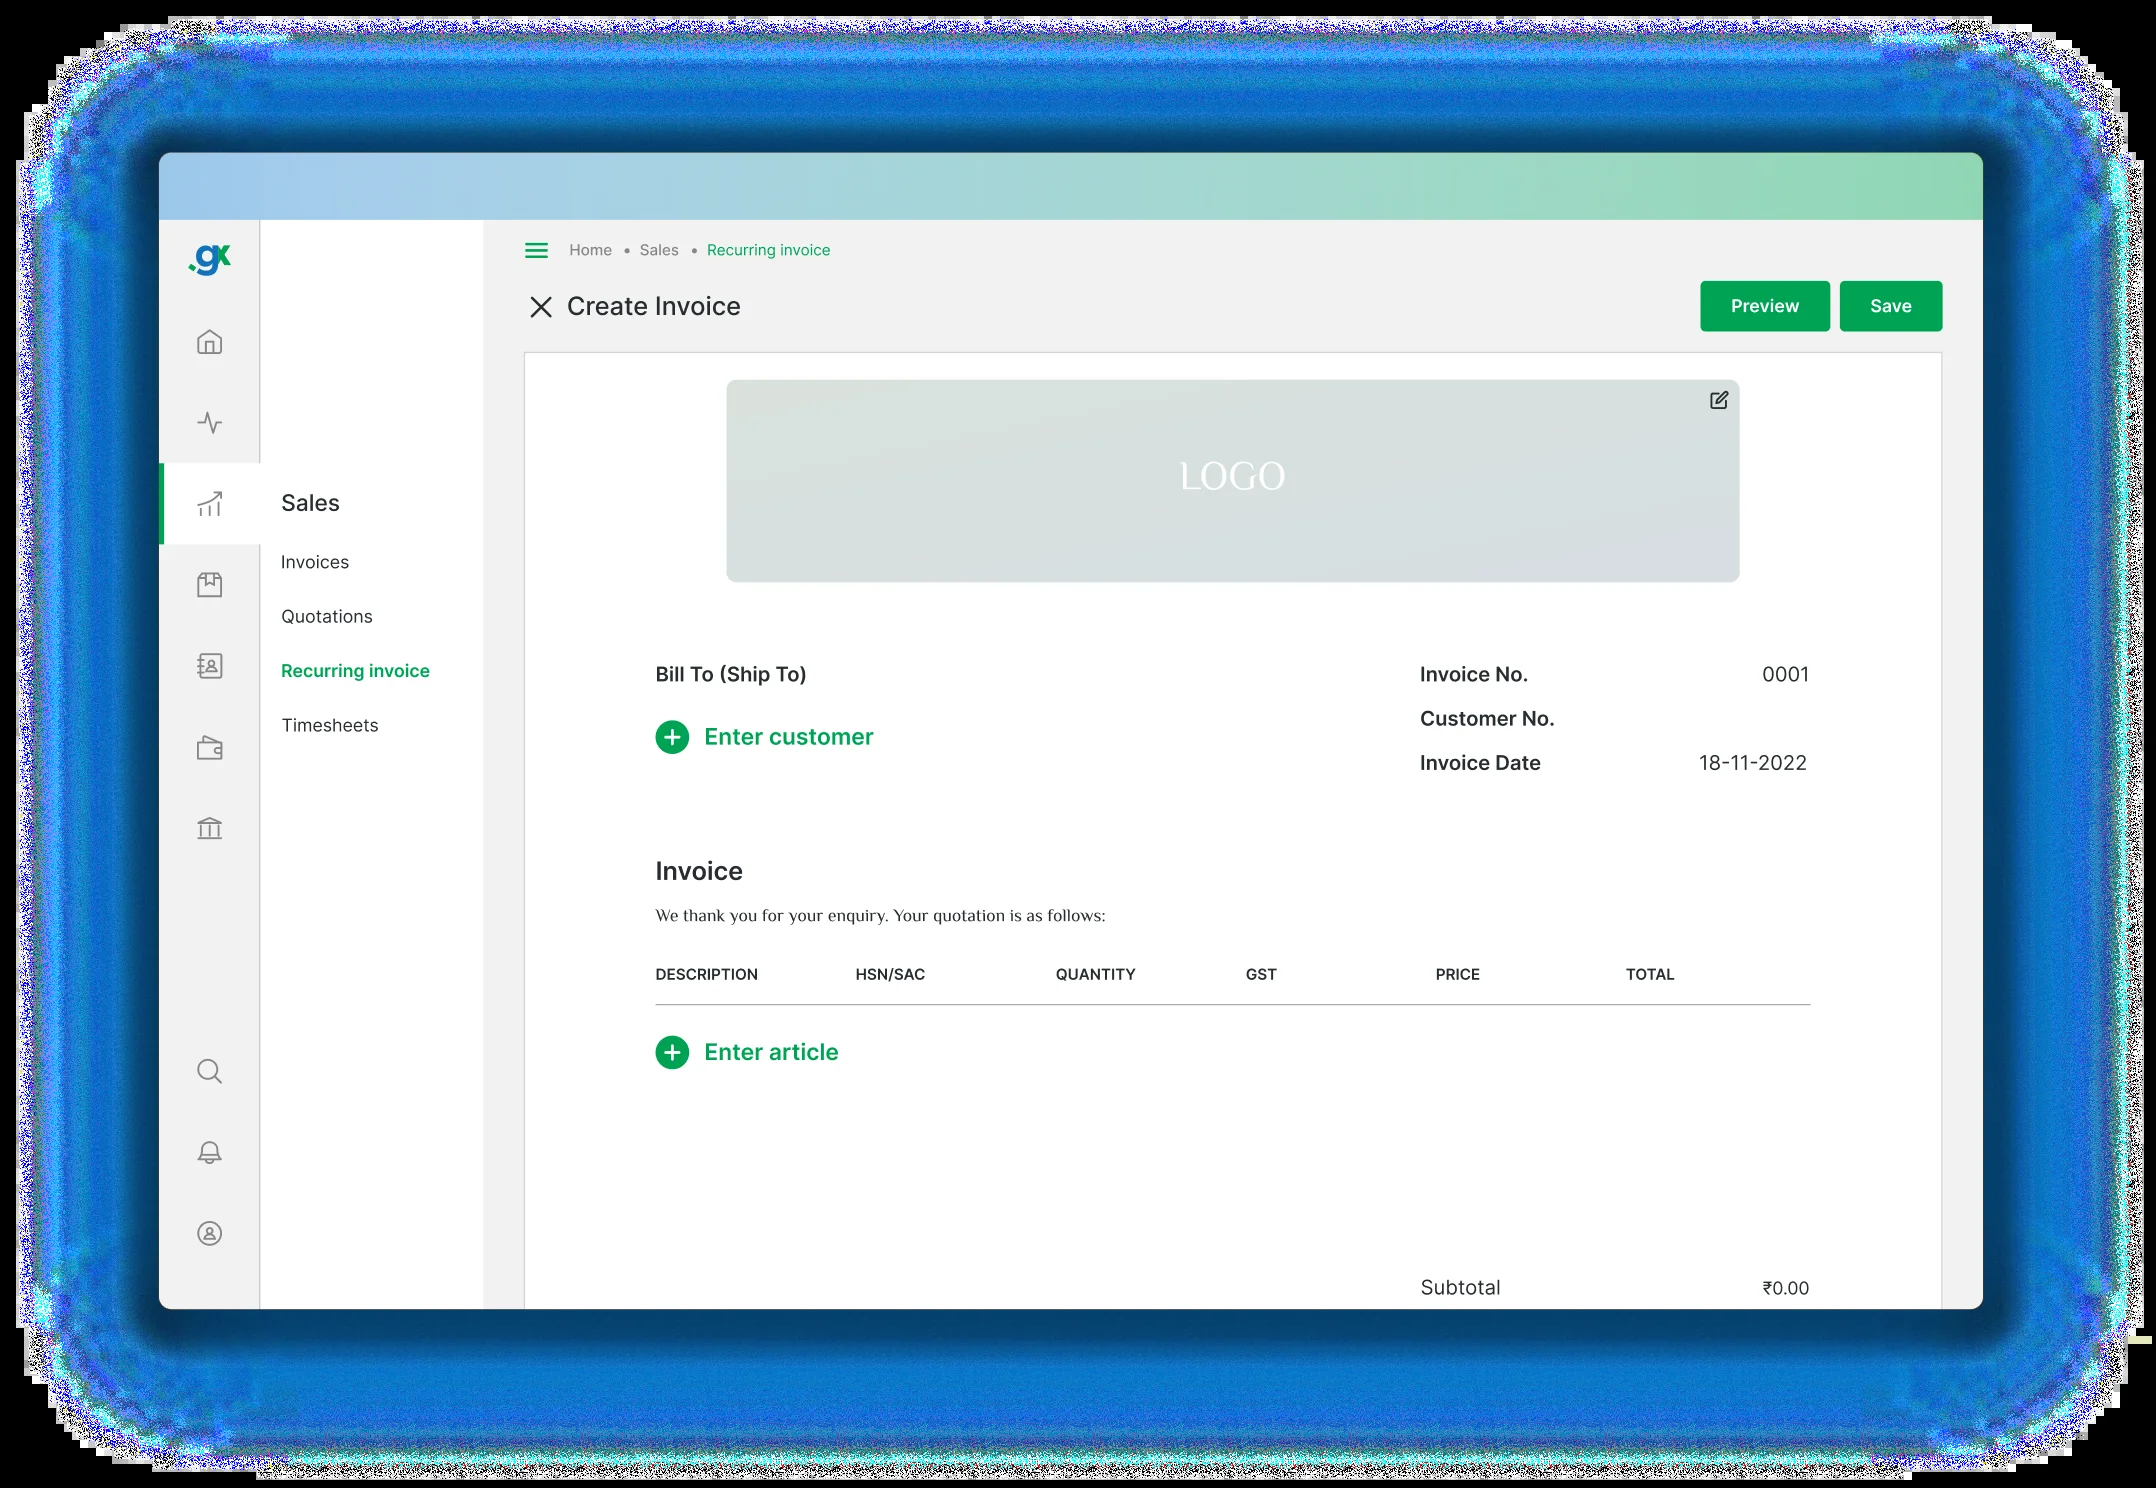 .gx
Home • Sales • Recurring invoice
Create Invoice
Preview
Save
LOGO
Sales
Invoices
Quotations
Recurring invoice
Timesheets
Bill To (Ship To)
Enter customer
Invoice No. 0001
Customer No.
Invoice Date 18-11-2022
Invoice
We thank you for your enquiry. Your quotation is as follows:
DESCRIPTION HSN/SAC QUANTITY GST PRICE TOTAL
Enter article
Subtotal ₹0.00